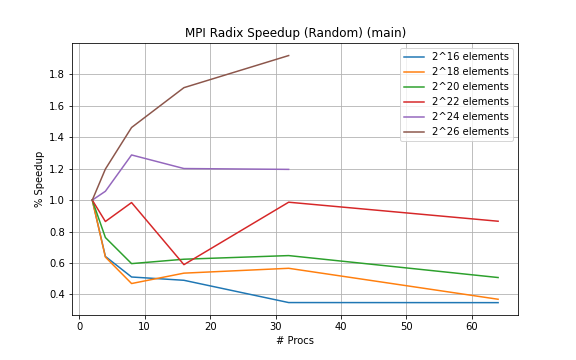 MPI Radix Speedup (Random) (main)
% Speedup
1.8
1.6
1.4
1.2
1.0
0.8
0.6
0.4
2^16 elements
2^18 elements
2^20 elements
2^22 elements
2^24 elements
2^26 elements
0 10 20 30 40 50 60
# Procs